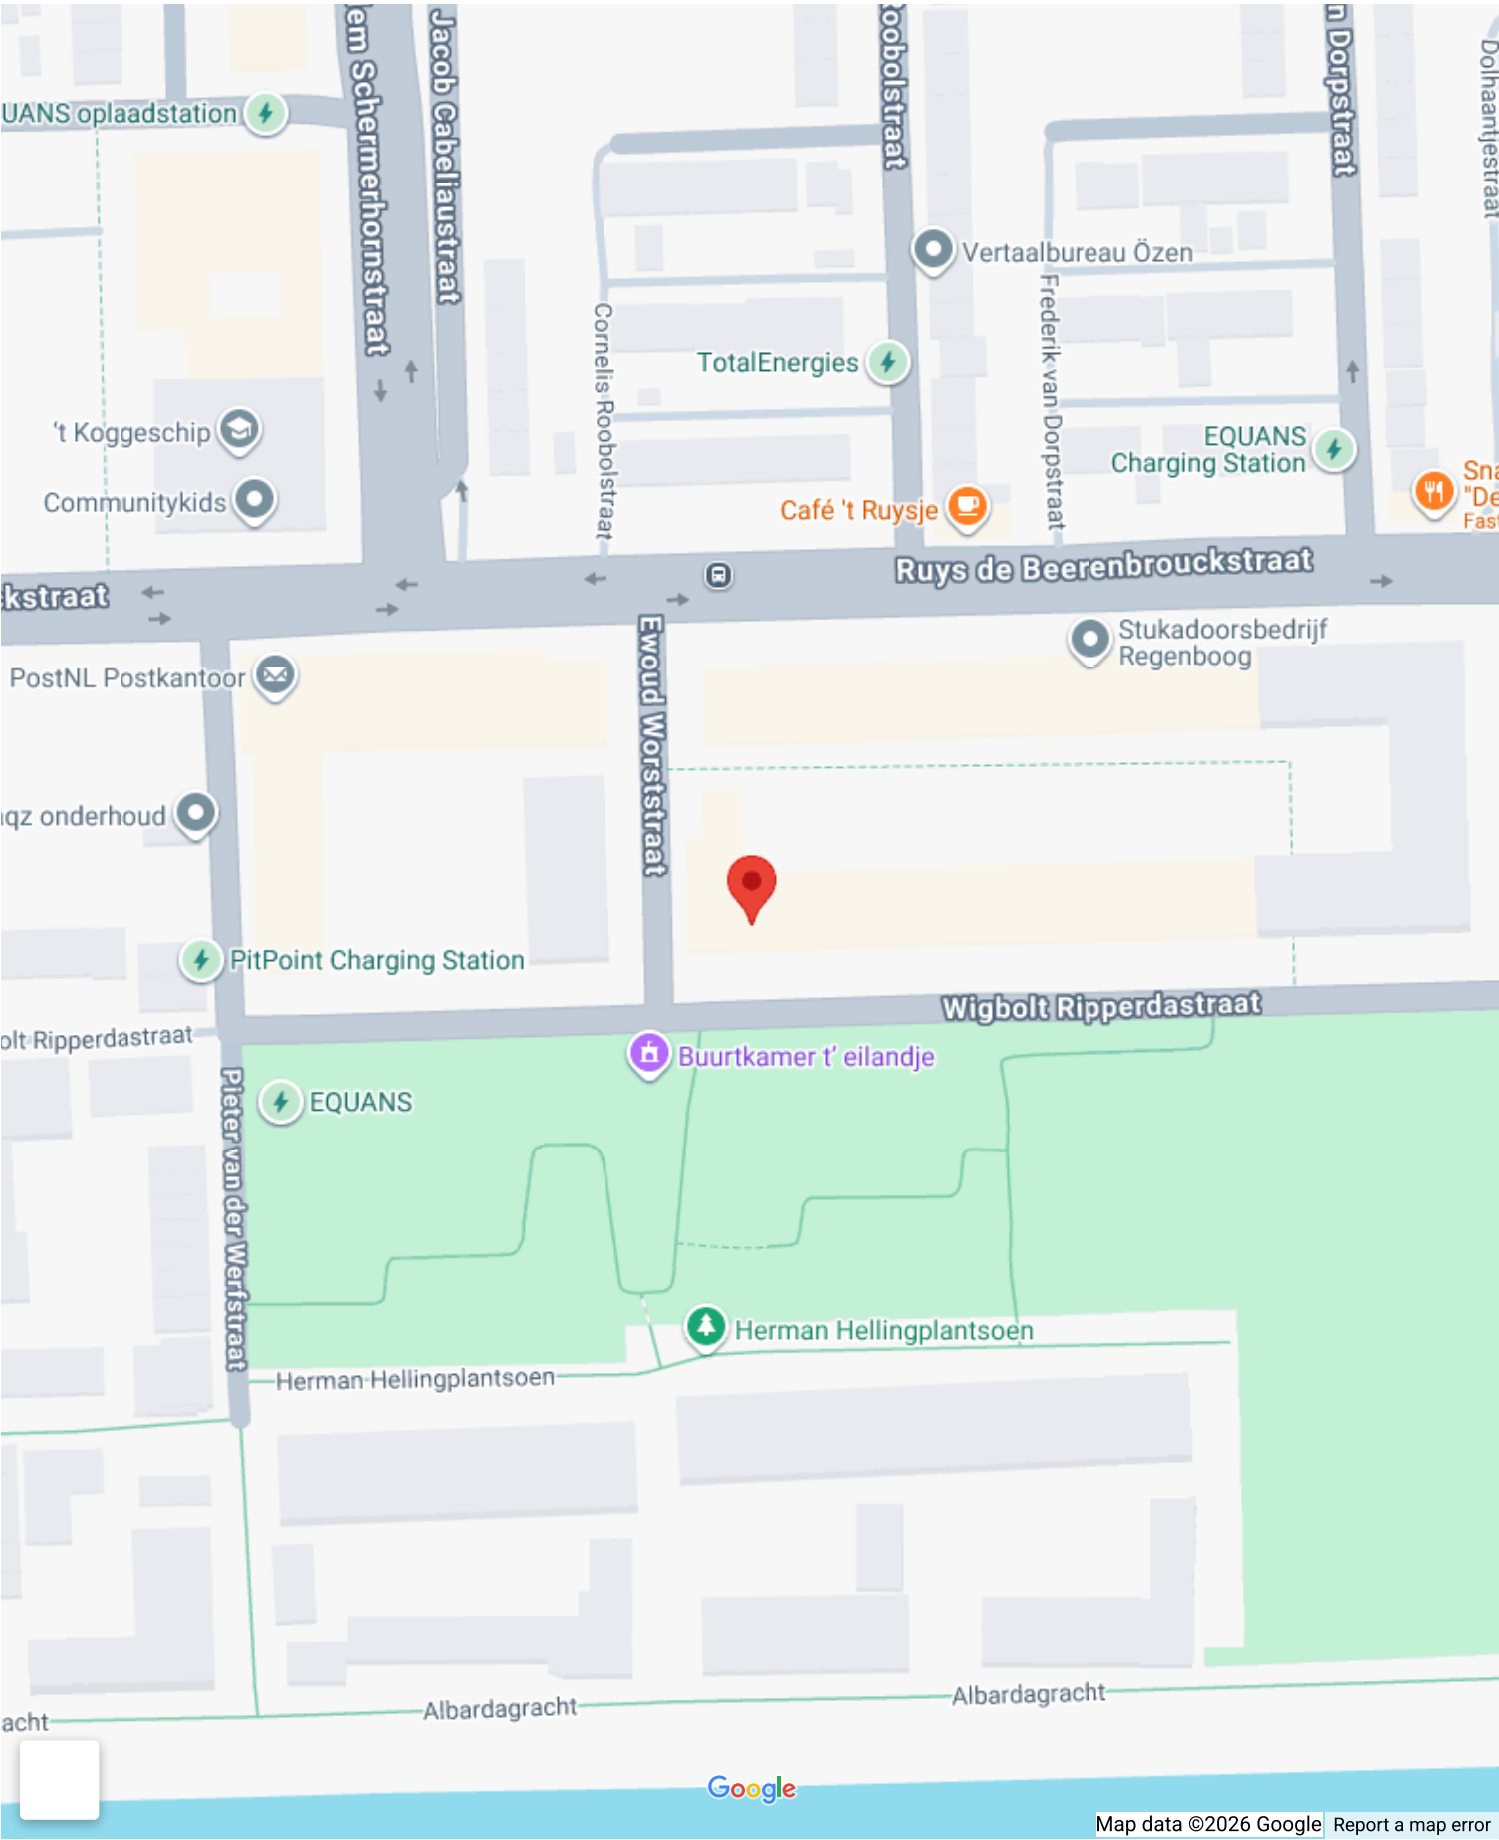 em Schermerhornstraat
Jacob Cabeliaustraat
Roobolstraat
n Dorpstraat
Dolhaantjestraat
UANS oplaadstation
Vertaalbureau Özen
Cornelis Roobolstraat
Frederik van Dorpstraat
TotalEnergies
't Koggeschip
EQUANS
Charging Station
Communitykids
Café 't Ruysje
Sna
"De
Fast
Ruys de Beerenbrouckstraat
ckstraat
Ewoud Worststraat
Stukadoorsbedrijf
Regenboog
PostNL Postkantoor
qz onderhoud
PitPoint Charging Station
Wigbolt Ripperdastraat
olt Ripperdastraat
Buurtkamer t' eilandje
Pieter van der Werfstraat
EQUANS
Herman Hellingplantsoen
Herman Hellingplantsoen
Albardagracht
Albardagracht
acht
Google
Map data ©2026 Google
Report a map error